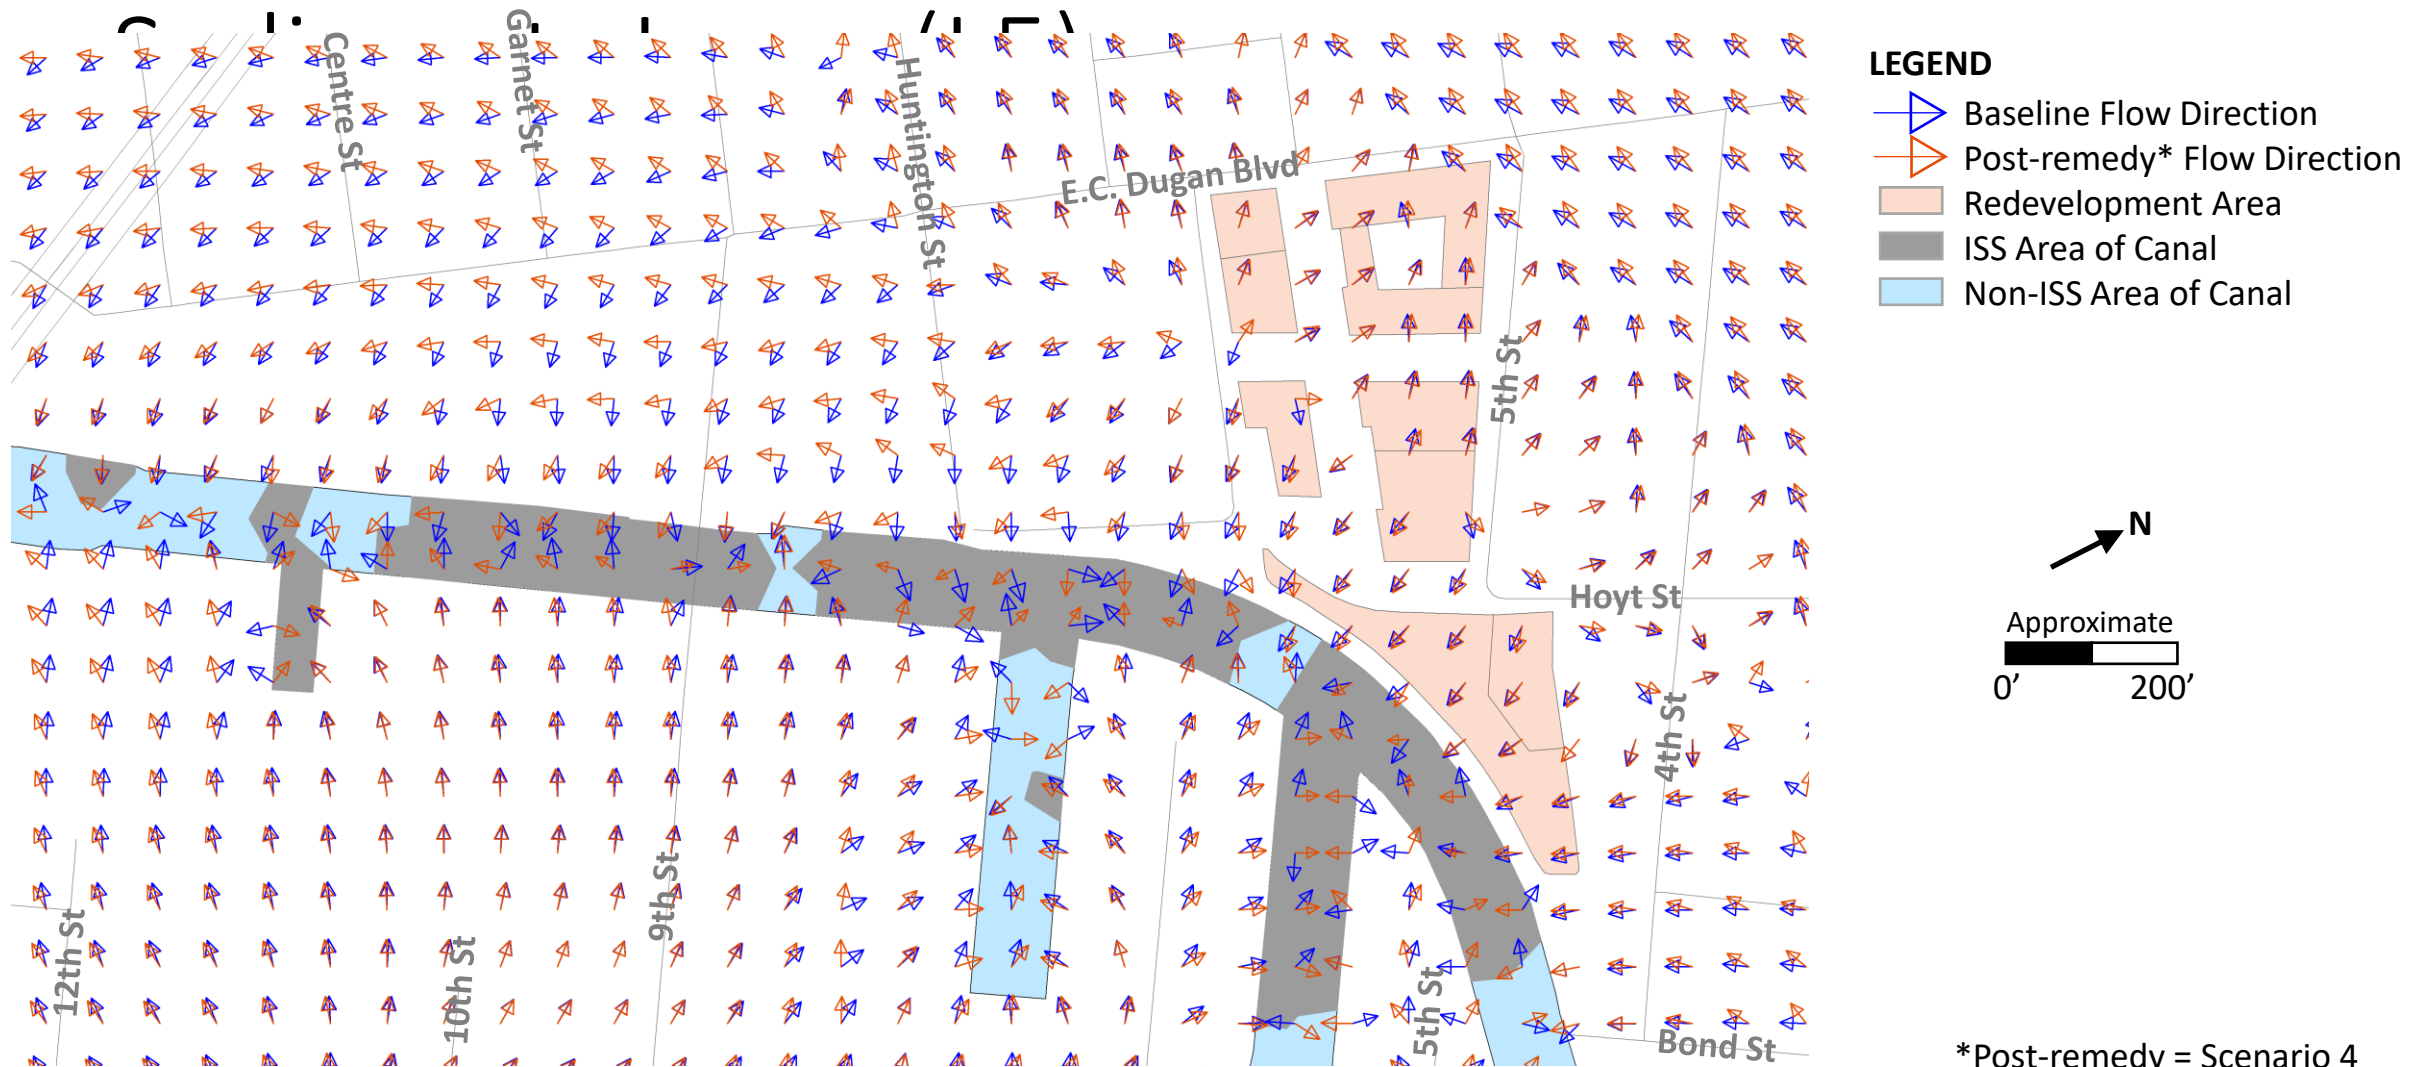 Centre St
Garnet St
Huntington St
E.C. Dugan Blvd
5th St
Hoyt St
4th St
9th St
12th St
10th St
5th St
Bond St
LEGEND
Baseline Flow Direction
Post-remedy* Flow Direction
Redevelopment Area
ISS Area of Canal
Non-ISS Area of Canal
N
Approximate
0’ 200’
*Post-remedy = Scenario 4